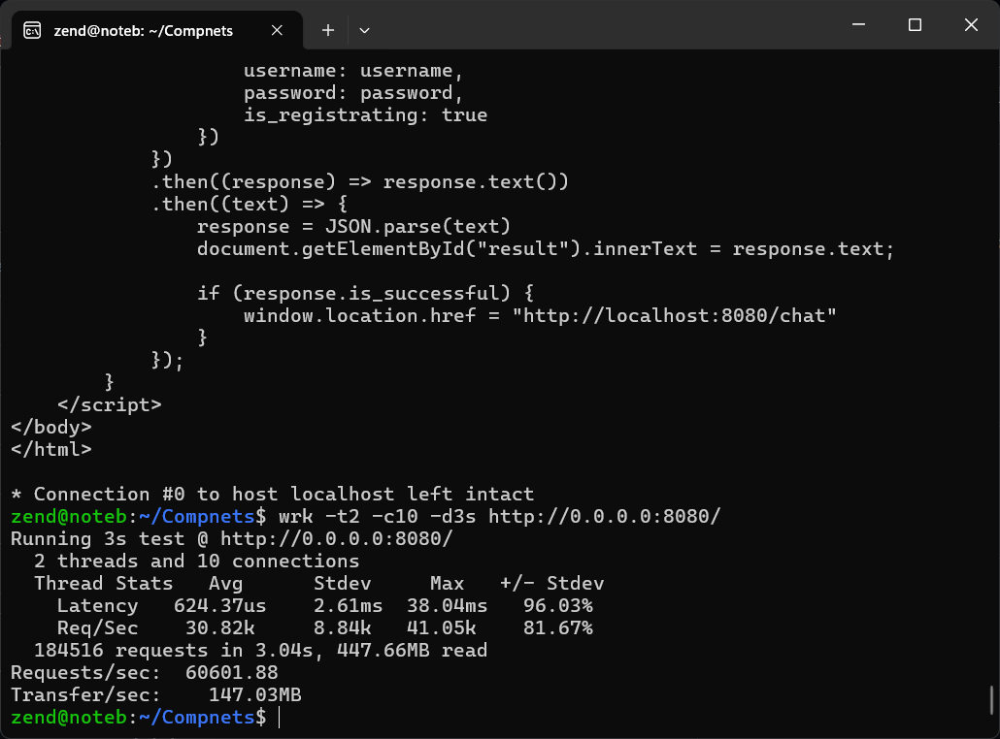 zend@noteb: ~/Compnets
username: username,
password: password,
is_registrating: true
})
})
.then((response) => response.text())
.then((text) => {
response = JSON.parse(text)
document.getElementById("result").innerText = response.text;
if (response.is_successful) {
window.location.href = "http://localhost:8080/chat"
}
});
}
</script>
</body>
</html>
* Connection #0 to host localhost left intact
zend@noteb:~/Compnets$ wrk -t2 -c10 -d3s http://0.0.0.0:8080/
Running 3s test @ http://0.0.0.0:8080/
2 threads and 10 connections
Thread Stats   Avg      Stdev     Max   +/- Stdev
Latency   624.37us    2.61ms  38.04ms   96.03%
Req/Sec    30.82k     8.84k   41.05k    81.67%
184516 requests in 3.04s, 447.66MB read
Requests/sec:  60601.88
Transfer/sec:    147.03MB
zend@noteb:~/Compnets$